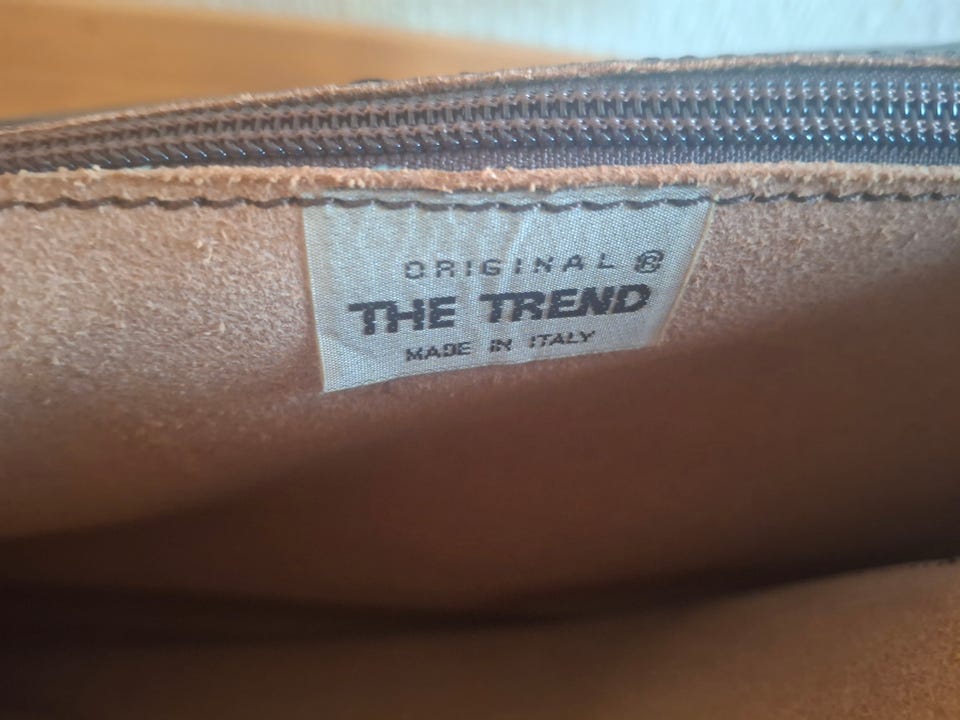 ORIGINAL ®
THE TREND
MADE IN ITALY